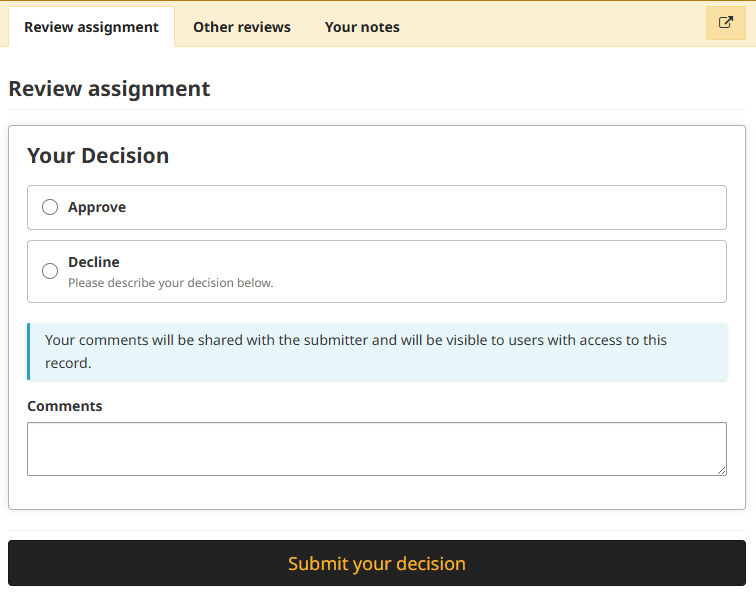 Review assignment
Other reviews
Your notes
Review assignment
Your Decision
Approve
Decline
Please describe your decision below.
Your comments will be shared with the submitter and will be visible to users with access to this
record.
Comments
Submit your decision